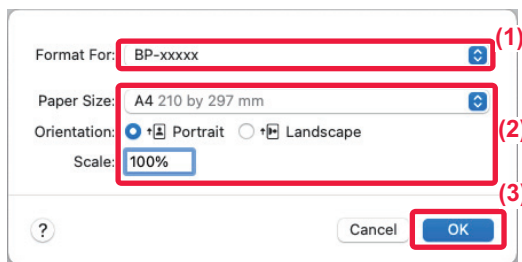 (1)
Format For: BP-xxxxx
Paper Size: A4 210 by 297 mm
Orientation: Portrait Landscape
(2)
Scale: 100%
(3)
? Cancel OK